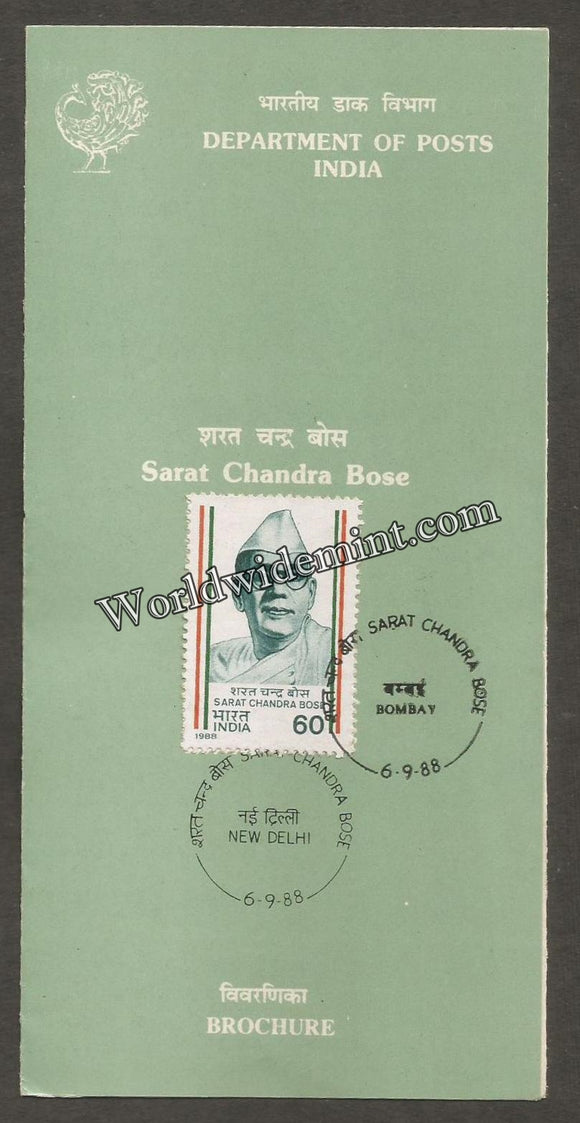 भारतीय डाक विभाग
DEPARTMENT OF POSTS
INDIA
शरत चन्द्र बोस
Sarat Chandra Bose
Worldwidemint.com
शरत चन्द्र बोस
SARAT CHANDRA BOSE
भारत
INDIA
60
1988
शरत चन्द्र बोस, SARAT CHANDRA BOSE
बम्बई
BOMBAY
6-9-88
शरत चन्द्र बोस SARAT CHANDRA BOSE
नई दिल्ली
NEW DELHI
6-9-88
विवरणिका
BROCHURE